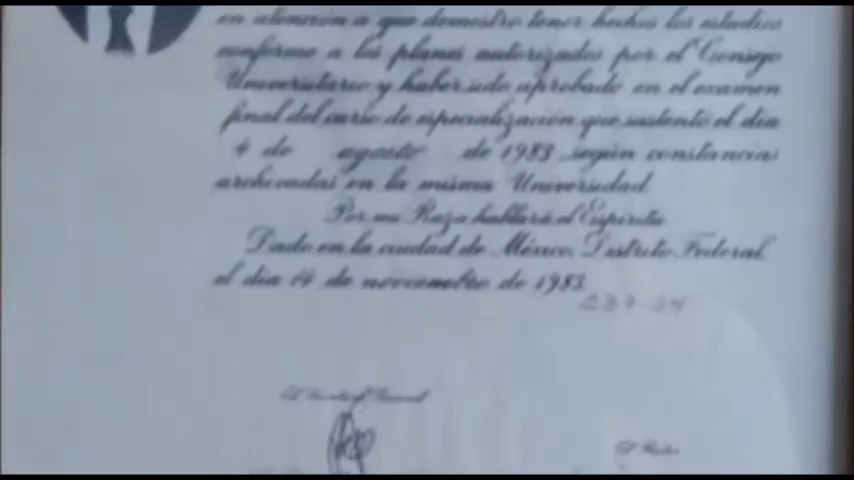 en atención a que demostro tener hechos los estudios
conforme a los planes autorizados por el Consejo
Universitario y haber sido aprobado en el examen
final del curso de especialización que sustentó el día
4 de agosto de 1983 según constancias
archivadas en la misma Universidad.
Por mi Raza hablará el Espíritu
Dado en la ciudad de México, Distrito Federal,
el día 14 de noviembre de 1983
El Secretario General
El Rector